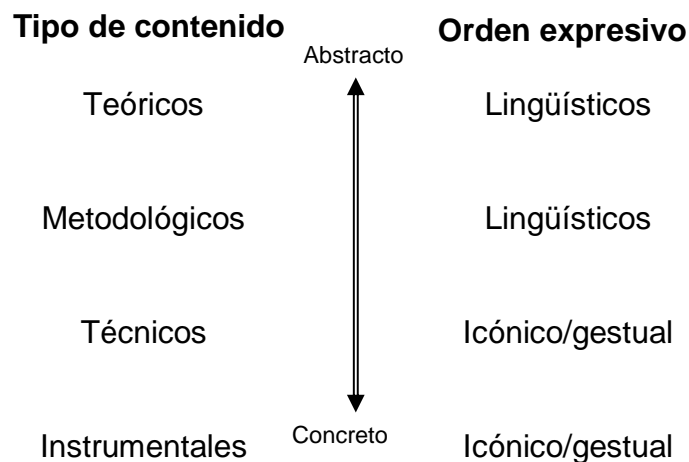 Tipo de contenido
Orden expresivo
Abstracto
Teóricos
Lingüísticos
Metodológicos
Lingüísticos
Técnicos
Icónico/gestual
Concreto
Instrumentales
Icónico/gestual